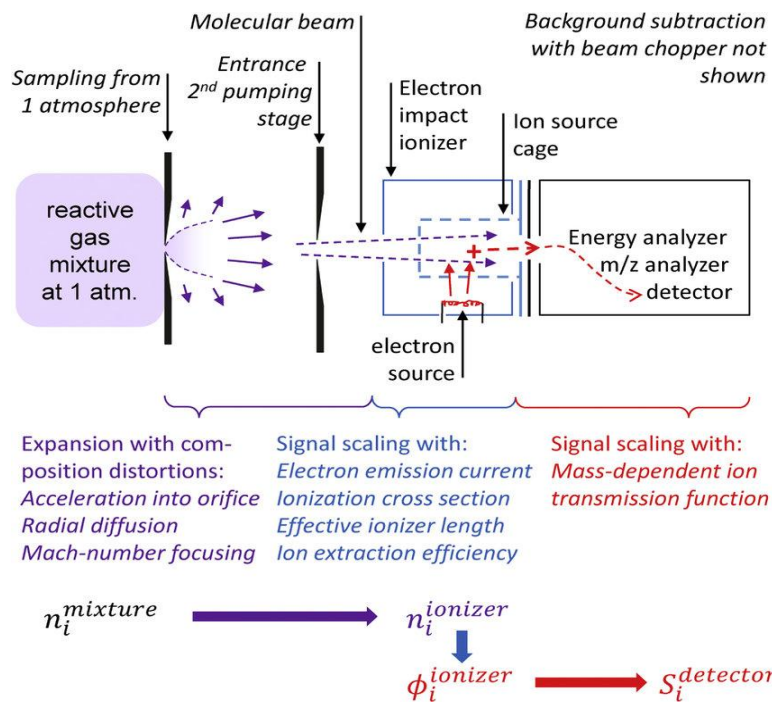 Molecular beam
Background subtraction
with beam chopper not
shown
Sampling from
1 atmosphere
Entrance
2nd pumping
stage
Electron
impact
ionizer
Ion source
cage
reactive
gas
mixture
at 1 atm.
+
Energy analyzer
m/z analyzer
detector
electron
source
Expansion with com-
position distortions:
Acceleration into orifice
Radial diffusion
Mach-number focusing
Signal scaling with:
Electron emission current
Ionization cross section
Effective ionizer length
Ion extraction efficiency
Signal scaling with:
Mass-dependent ion
transmission function
n_i^mixture
n_i^ionizer
ϕ_i^ionizer
S_i^detector